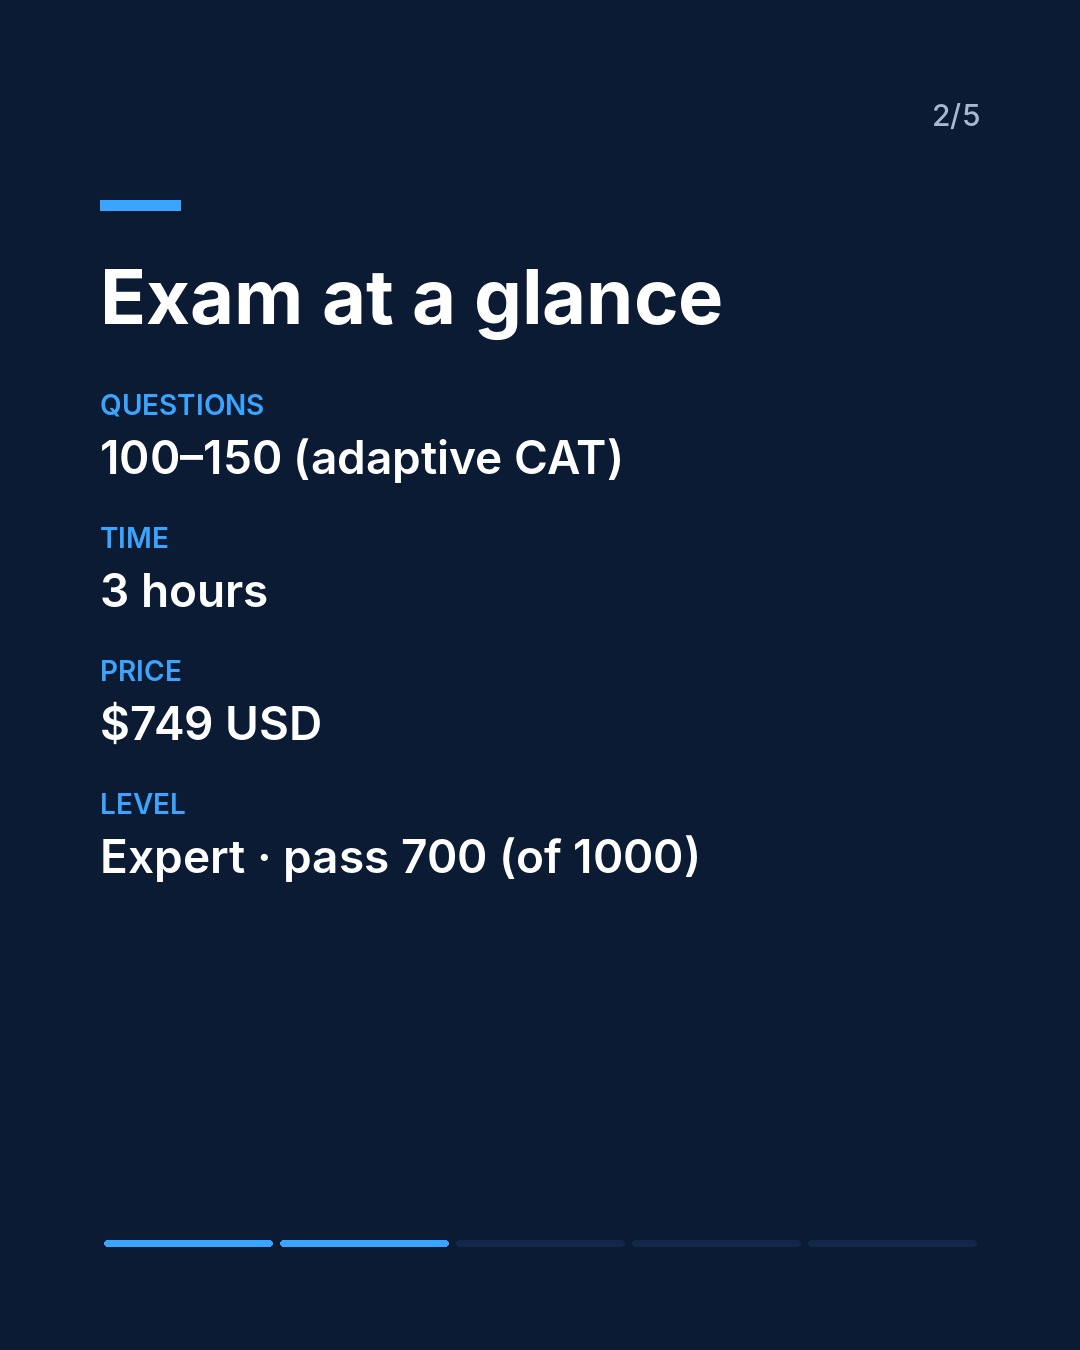 2/5
Exam at a glance
QUESTIONS
100–150 (adaptive CAT)
TIME
3 hours
PRICE
$749 USD
LEVEL
Expert · pass 700 (of 1000)